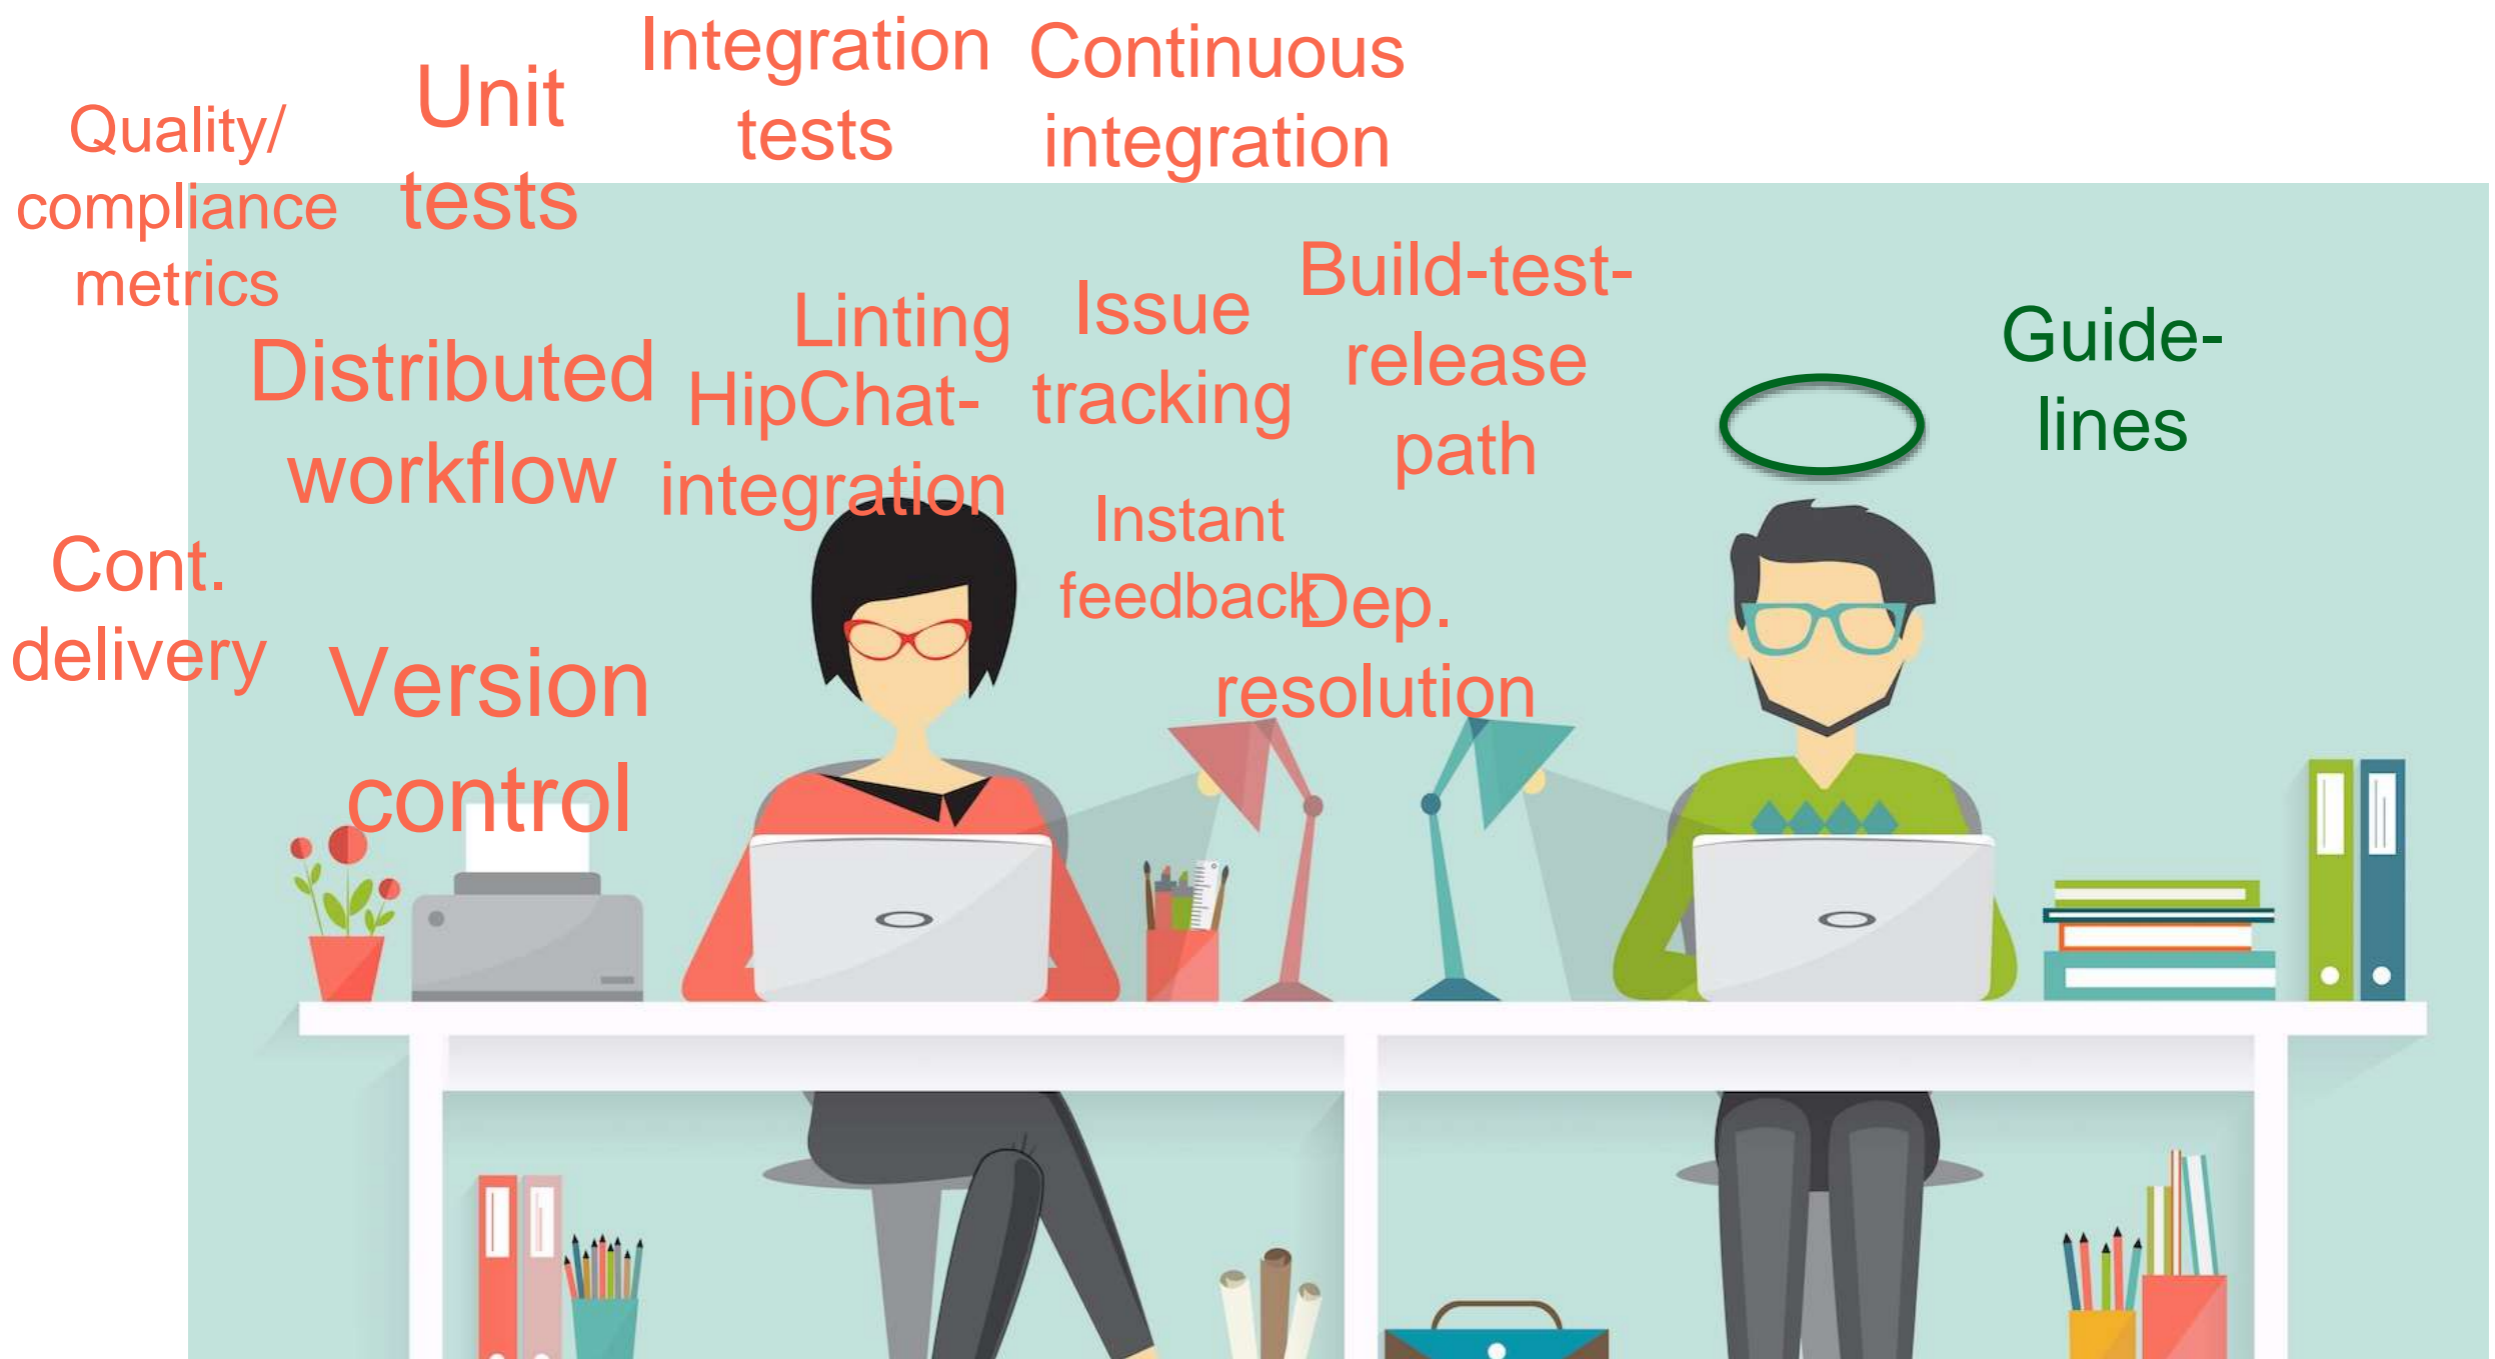 Integration
tests
Continuous
integration
Unit
tests
Quality/
compliance
metrics
Build-test-
release
path
Linting
Issue
tracking
Guide-
lines
Distributed
workflow
HipChat-
integration
Instant
feedback
Cont.
delivery
Dep.
resolution
Version
control